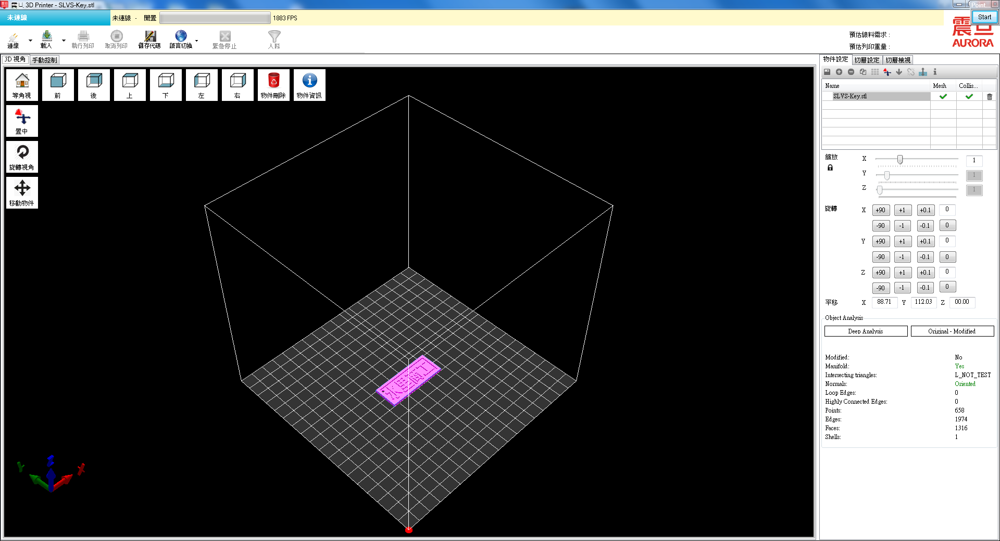 震旦 3D Printer - SLVS-Key.stl
Point...
未連線
未連線 - 閒置
1883 FPS
Start
連線
載入
執行列印
取消列印
儲存代碼
語言切換
緊急停止
入料
預估線料需求 :
預估列印重量 :
震旦
AURORA
3D 視角
手動控制
物件設定
切層設定
切層檢視
等角視
前
後
上
下
左
右
物件刪除
物件資訊
置中
旋轉視角
移動物件
Name Mesh Collis...
SLVS-Key.stl
縮放 X 1
Y 1
Z 1
旋轉 X +90 +1 +0.1 0
-90 -1 -0.1 0
Y +90 +1 +0.1 0
-90 -1 -0.1 0
Z +90 +1 +0.1 0
-90 -1 -0.1 0
平移 X 88.71 Y 112.03 Z 00.00
Object Analysis
Deep Analysis
Original - Modified
Modified: No
Manifold: Yes
Intersecting triangles: L_NOT_TEST
Normals: Oriented
Loop Edges: 0
Highly Connected Edges: 0
Points: 658
Edges: 1974
Faces: 1316
Shells: 1
Y
Z
X